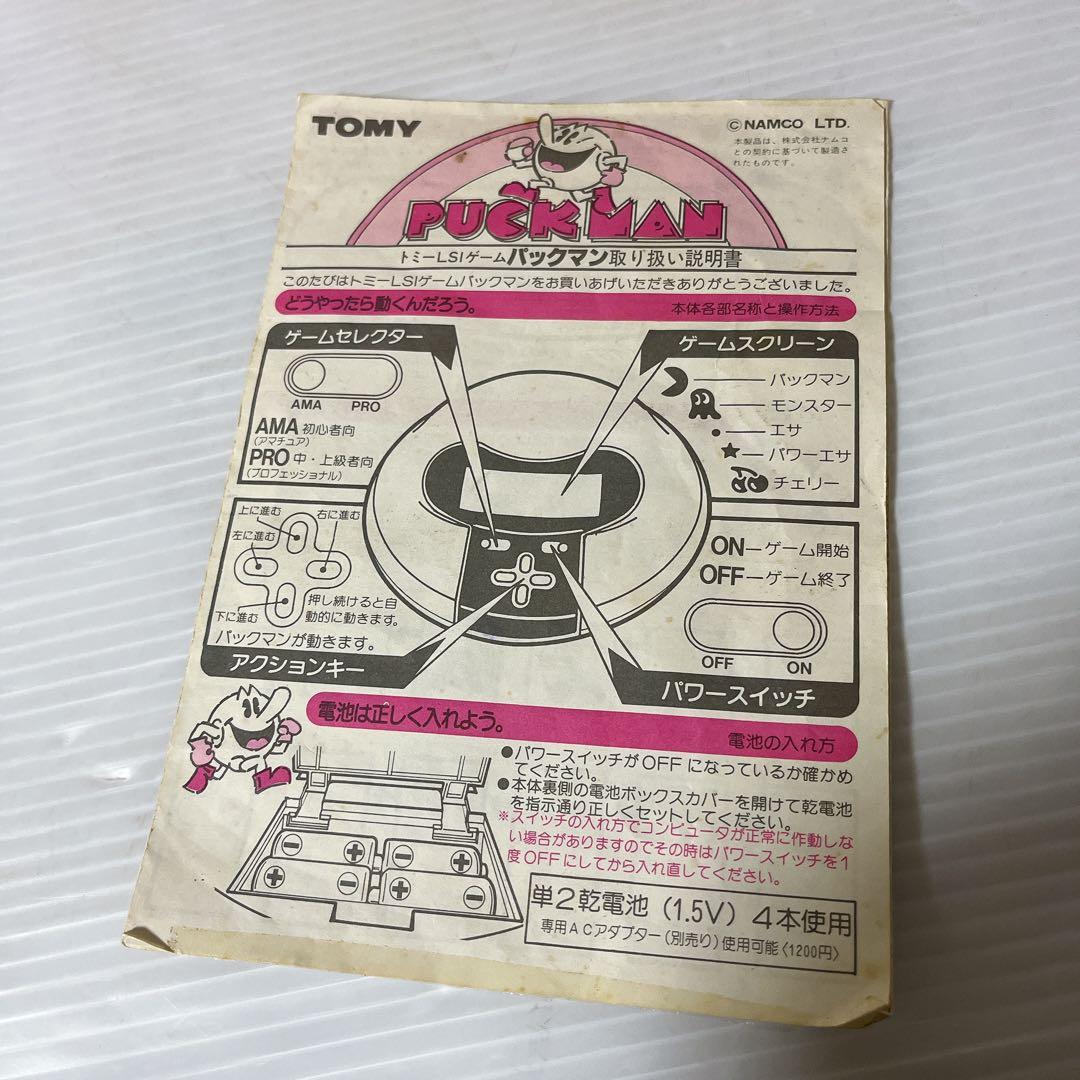 TOMY
©NAMCO LTD.
本製品は、株式会社ナムコ
との契約に基づいて製造さ
れたものです。
PUCKMAN
トミーLSIゲームパックマン取り扱い説明書
このたびはトミーLSIゲームパックマンをお買いあげいただきありがとうございました。
どうやったら動くんだろう。
本体各部名称と操作方法
ゲームセレクター
AMA PRO
AMA 初心者向
(アマチュア)
PRO 中・上級者向
(プロフェッショナル)
ゲームスクリーン
パックマン
モンスター
エサ
パワーエサ
チェリー
上に進む
右に進む
左に進む
下に進む
押し続けると自
動的に動きます。
パックマンが動きます。
アクションキー
ON—ゲーム開始
OFF—ゲーム終了
OFF ON
パワースイッチ
電池は正しく入れよう。
電池の入れ方
●パワースイッチがOFFになっているか確かめ
てください。
●本体裏側の電池ボックスカバーを開けて乾電池
を指示通り正しくセットしてください。
※スイッチの入れ方でコンピュータが正常に作動しな
い場合がありますのでその時はパワースイッチを1
度OFFにしてから入れ直してください。
⊖ ⊕ ⊖ ⊕
⊕ ⊖ ⊕ ⊖
単2乾電池(1.5V)4本使用
専用ACアダプター(別売り)使用可能〈1200円〉